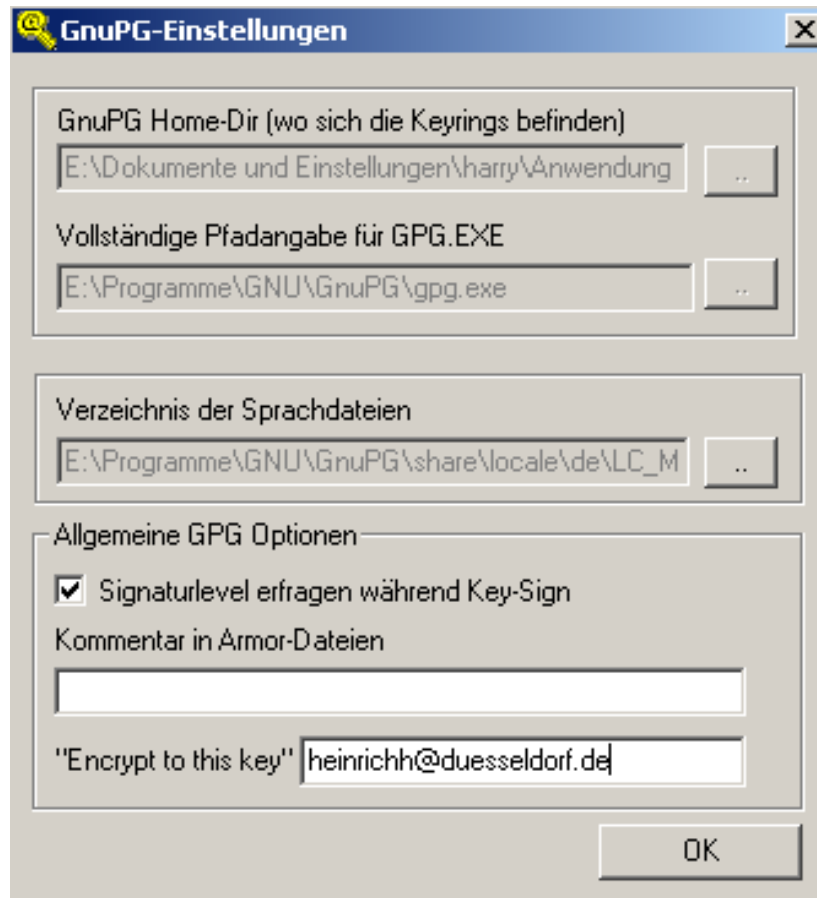 GnuPG-Einstellungen
GnuPG Home-Dir (wo sich die Keyrings befinden)
E:\Dokumente und Einstellungen\harry\Anwendung
..
Vollständige Pfadangabe für GPG.EXE
E:\Programme\GNU\GnuPG\gpg.exe
..
Verzeichnis der Sprachdateien
E:\Programme\GNU\GnuPG\share\locale\de\LC_M
..
Allgemeine GPG Optionen
Signaturlevel erfragen während Key-Sign
Kommentar in Armor-Dateien
"Encrypt to this key" heinrichh@duesseldorf.de
OK